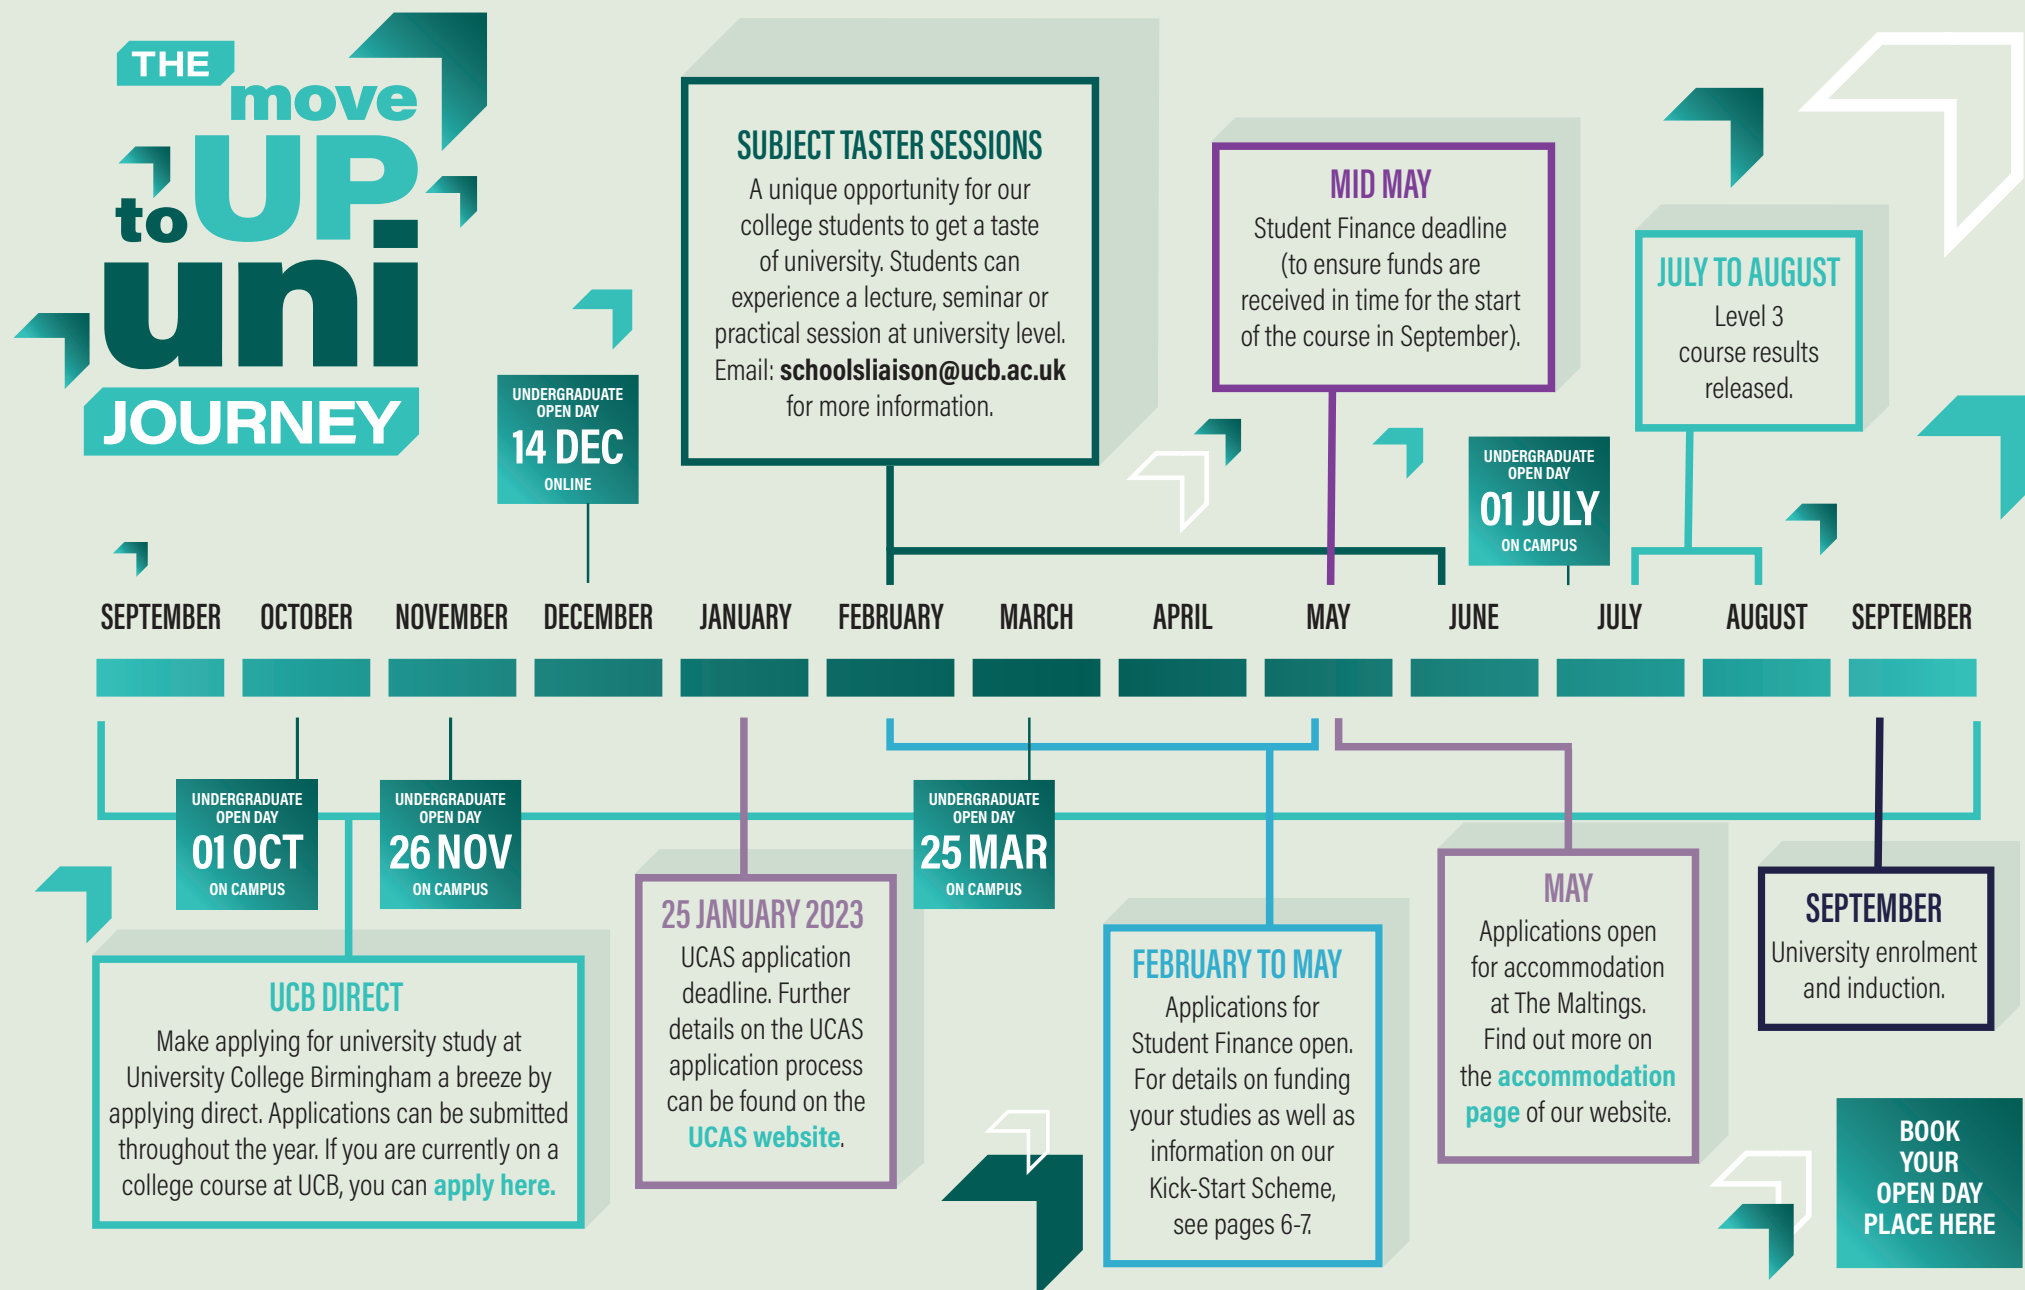 THE
move
UP
to
uni
JOURNEY
SUBJECT TASTER SESSIONS
A unique opportunity for our
college students to get a taste
of university. Students can
experience a lecture, seminar or
practical session at university level.
Email: schoolsliaison@ucb.ac.uk
for more information.
MID MAY
Student Finance deadline
(to ensure funds are
received in time for the start
of the course in September).
JULY TO AUGUST
Level 3
course results
released.
UNDERGRADUATE
OPEN DAY
14 DEC
ONLINE
UNDERGRADUATE
OPEN DAY
01 JULY
ON CAMPUS
SEPTEMBER OCTOBER NOVEMBER DECEMBER JANUARY FEBRUARY MARCH APRIL MAY JUNE JULY AUGUST SEPTEMBER
UNDERGRADUATE
OPEN DAY
01 OCT
ON CAMPUS
UNDERGRADUATE
OPEN DAY
26 NOV
ON CAMPUS
UNDERGRADUATE
OPEN DAY
25 MAR
ON CAMPUS
UCB DIRECT
Make applying for university study at
University College Birmingham a breeze by
applying direct. Applications can be submitted
throughout the year. If you are currently on a
college course at UCB, you can apply here.
25 JANUARY 2023
UCAS application
deadline. Further
details on the UCAS
application process
can be found on the
UCAS website.
FEBRUARY TO MAY
Applications for
Student Finance open.
For details on funding
your studies as well as
information on our
Kick-Start Scheme,
see pages 6-7.
MAY
Applications open
for accommodation
at The Maltings.
Find out more on
the accommodation
page of our website.
SEPTEMBER
University enrolment
and induction.
BOOK
YOUR
OPEN DAY
PLACE HERE